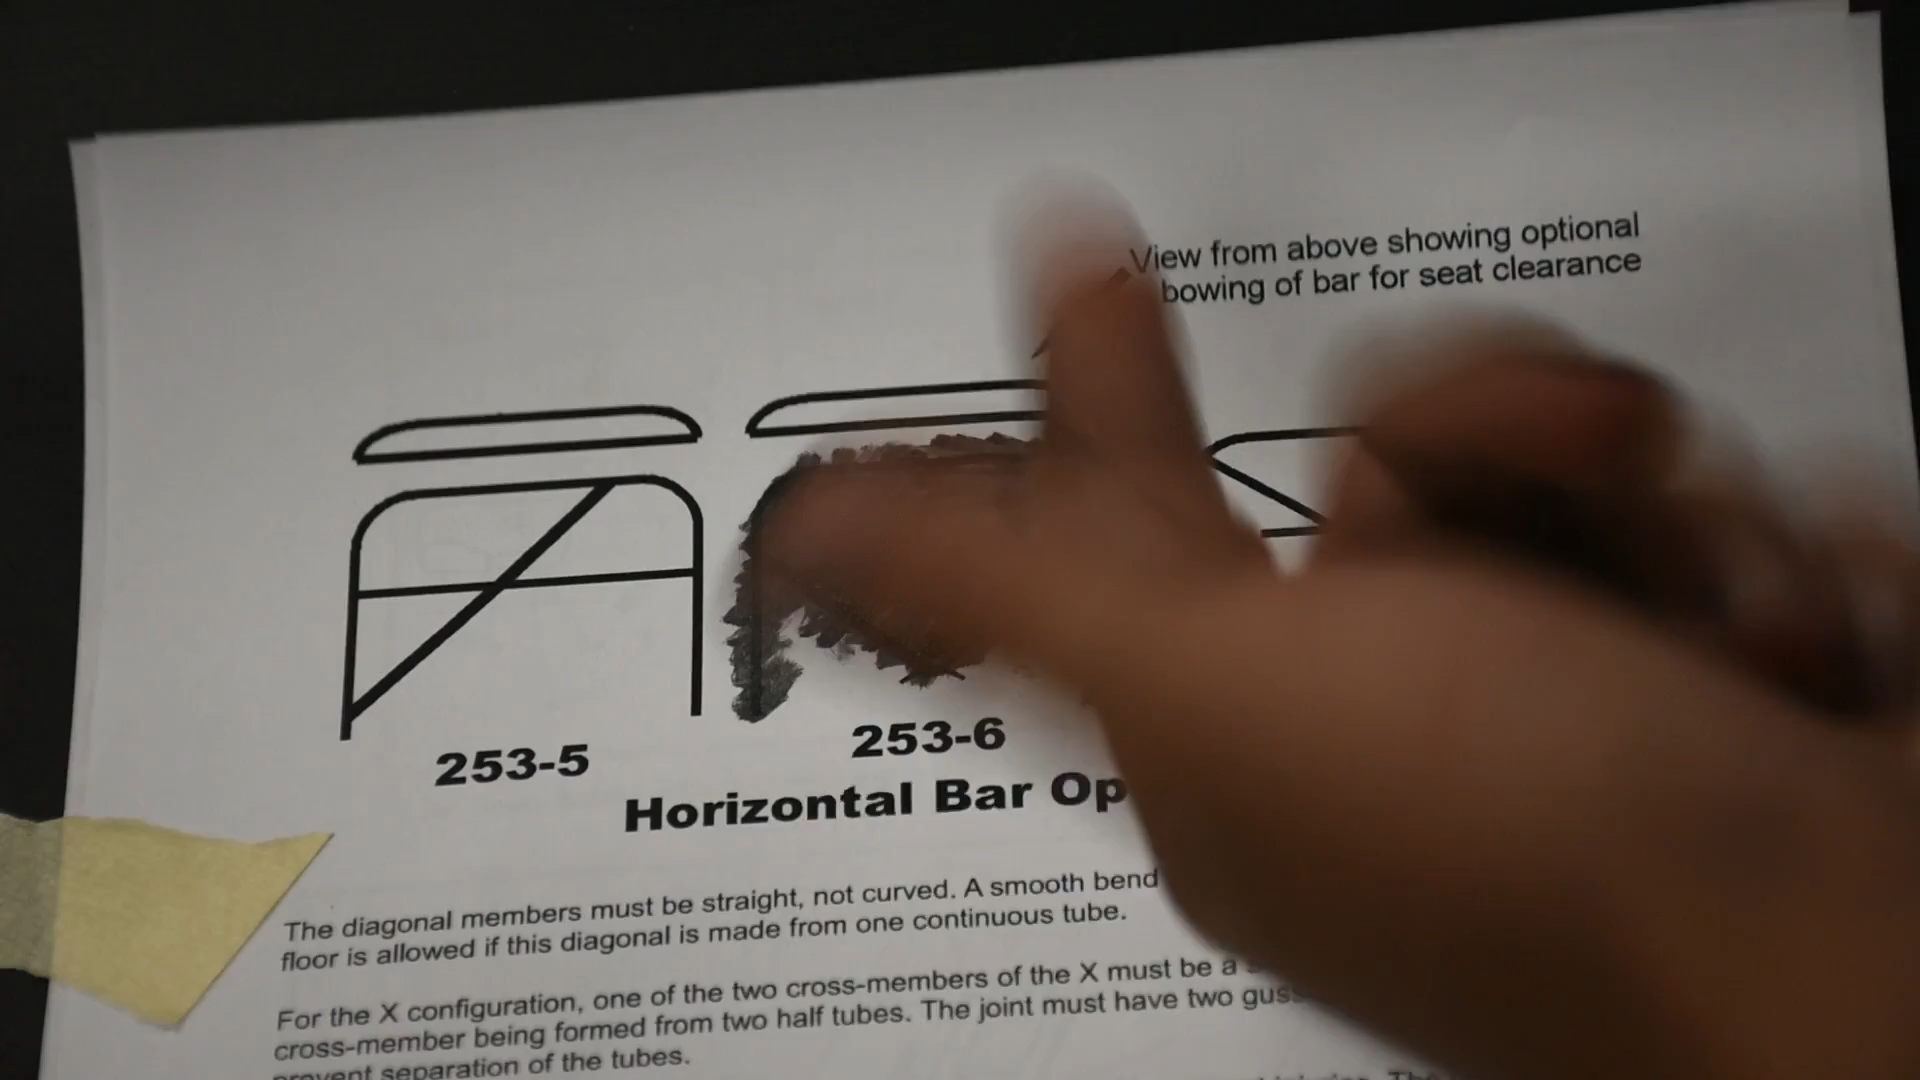 View from above showing optional
bowing of bar for seat clearance
253-5
253-6
Horizontal Bar Op
The diagonal members must be straight, not curved. A smooth bend
floor is allowed if this diagonal is made from one continuous tube.
For the X configuration, one of the two cross-members of the X must be a
cross-member being formed from two half tubes. The joint must have two
prevent separation of the tubes.